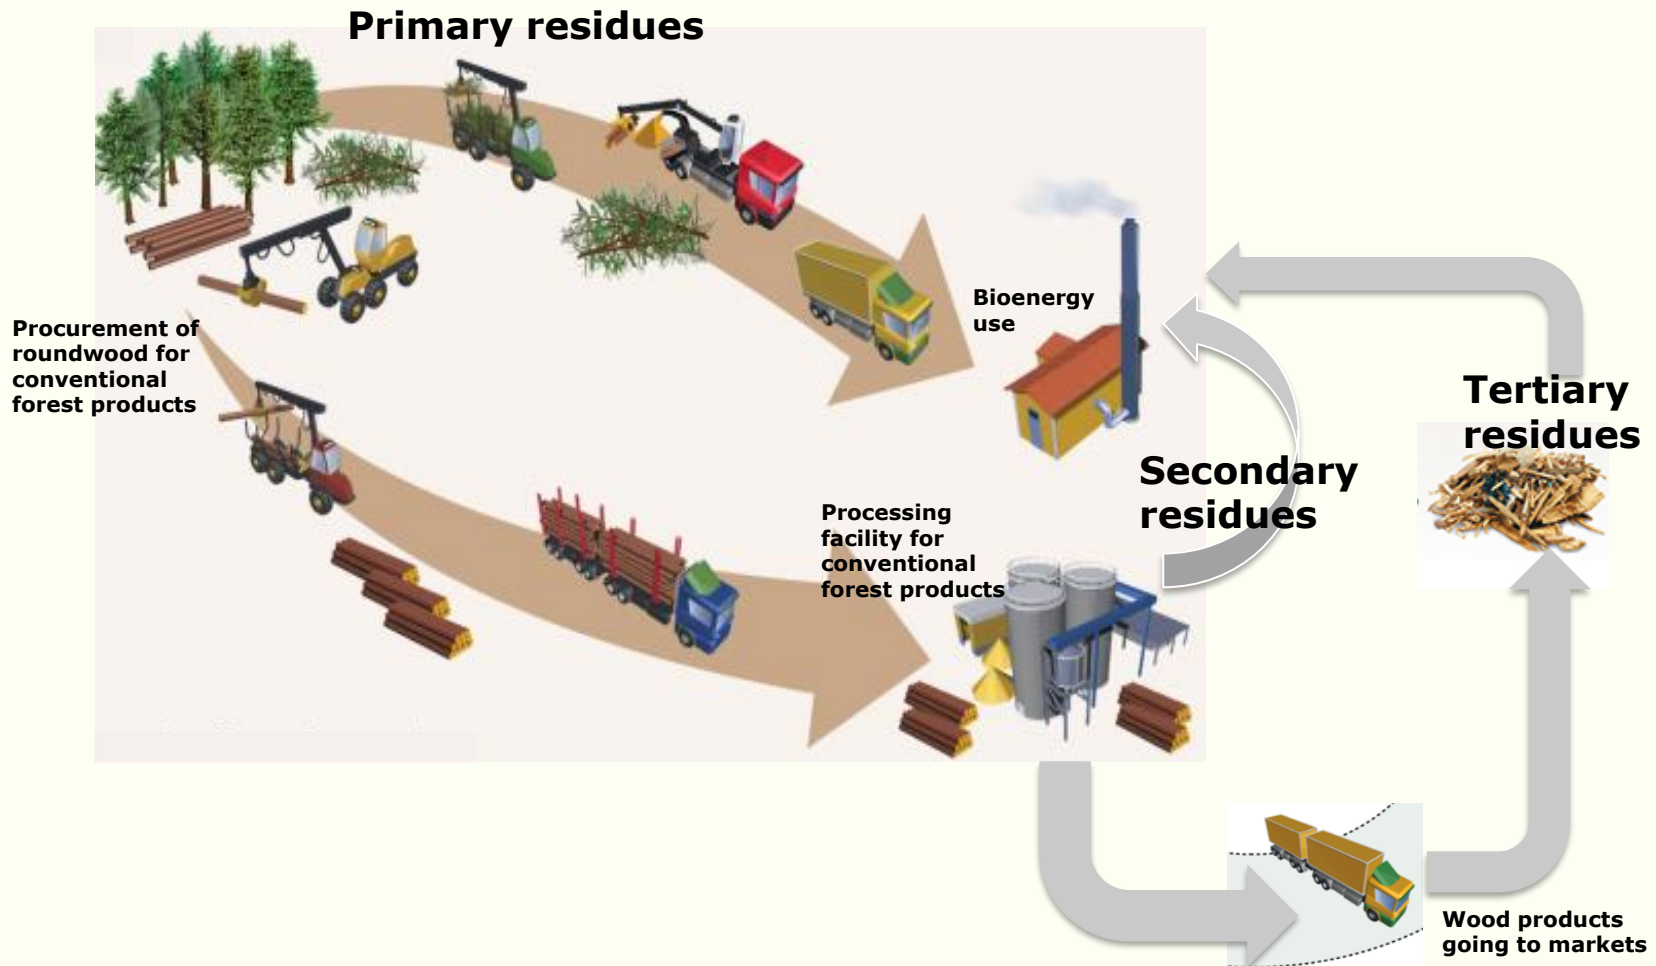 Primary residues
Procurement of
roundwood for
conventional
forest products
Bioenergy
use
Processing
facility for
conventional
forest products
Secondary
residues
Tertiary
residues
Wood products
going to markets